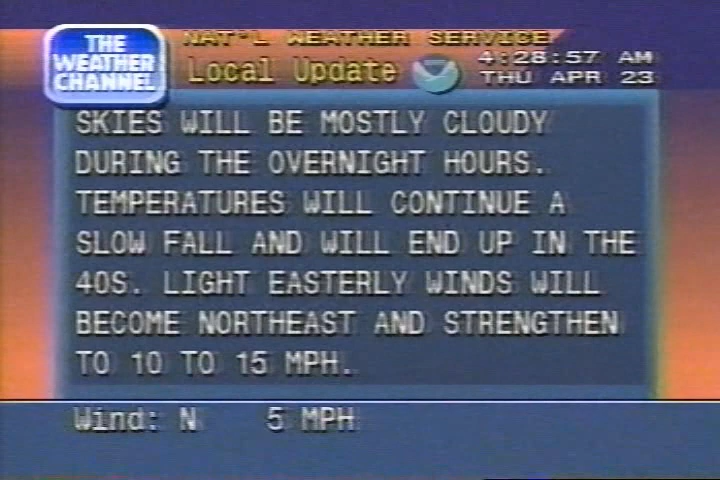 THE
WEATHER
CHANNEL
NAT'L WEATHER SERVICE
Local Update
4:28:57 AM
THU APR 23
SKIES WILL BE MOSTLY CLOUDY
DURING THE OVERNIGHT HOURS.
TEMPERATURES WILL CONTINUE A
SLOW FALL AND WILL END UP IN THE
40S. LIGHT EASTERLY WINDS WILL
BECOME NORTHEAST AND STRENGTHEN
TO 10 TO 15 MPH.
Wind: N 5 MPH